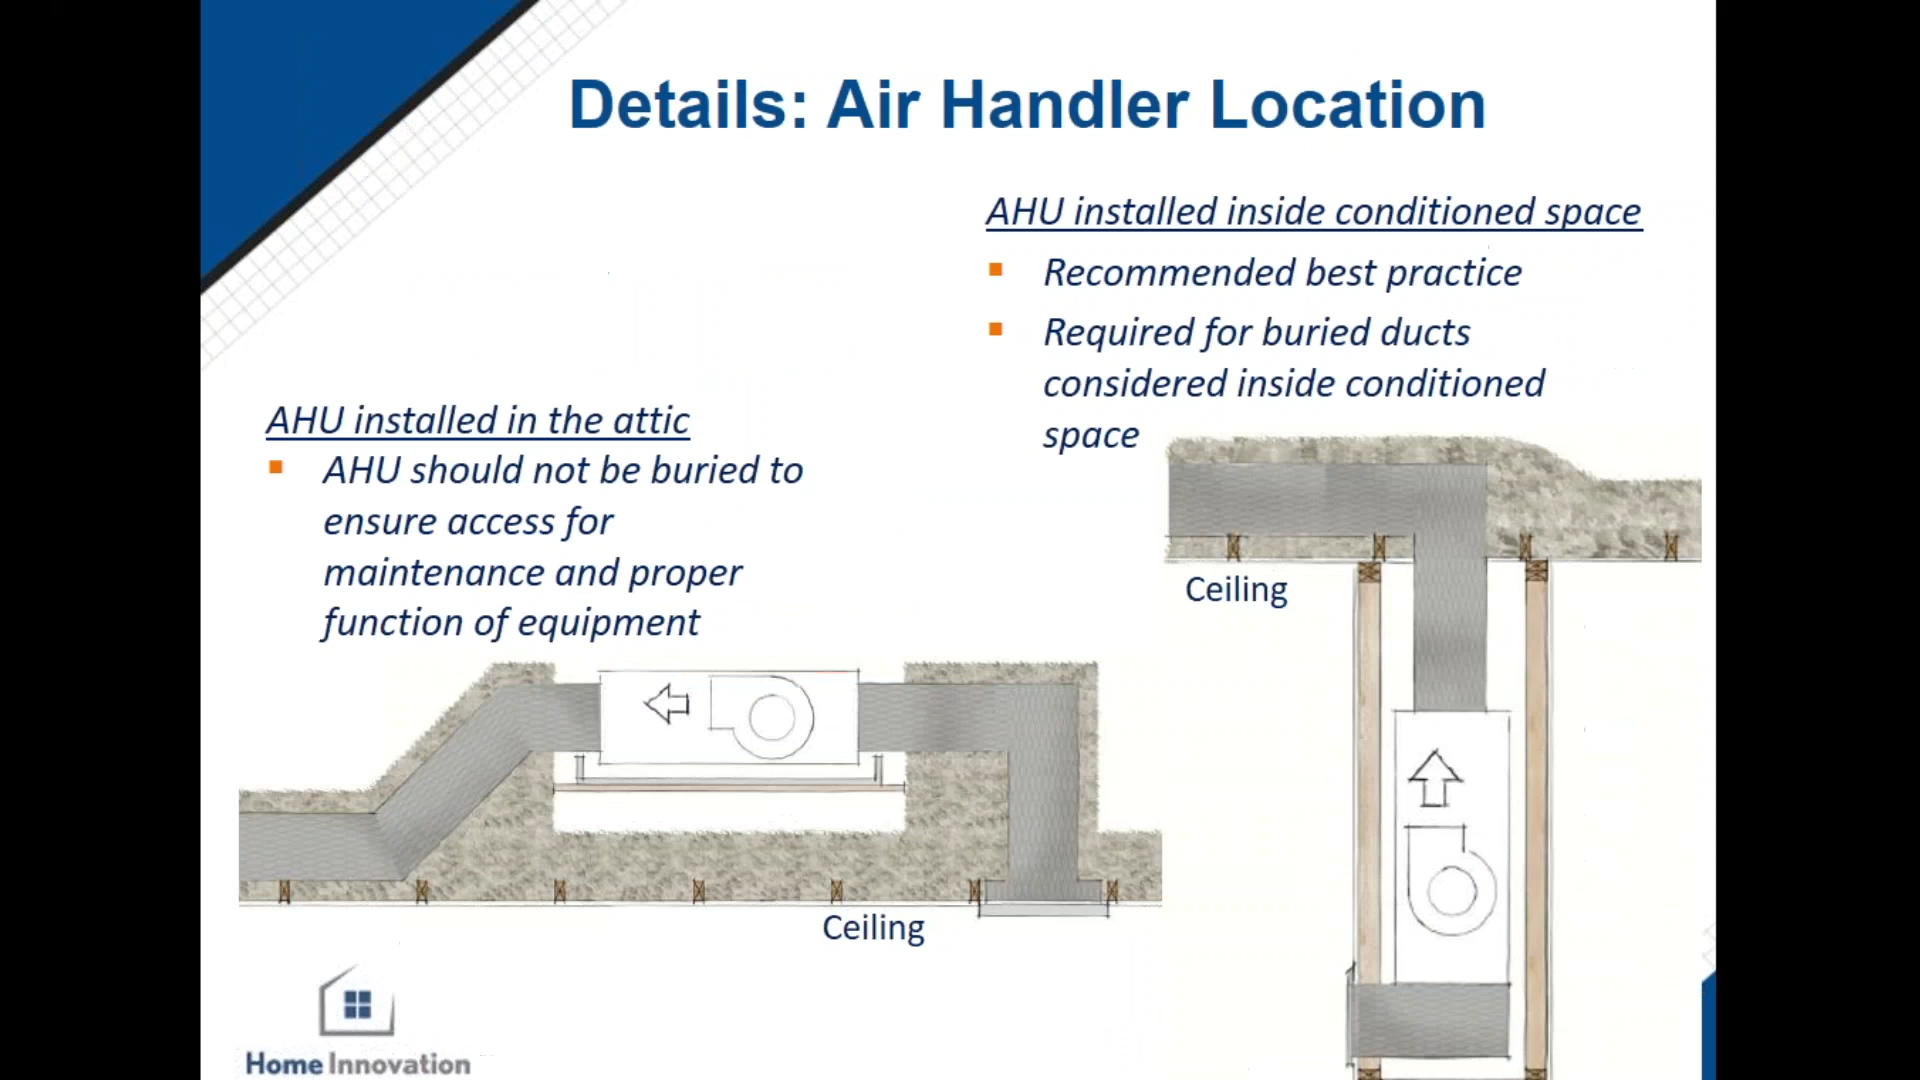 Details: Air Handler Location
AHU installed inside conditioned space
Recommended best practice
Required for buried ducts
considered inside conditioned
space
AHU installed in the attic
AHU should not be buried to
ensure access for
maintenance and proper
function of equipment
Ceiling
Ceiling
Home Innovation